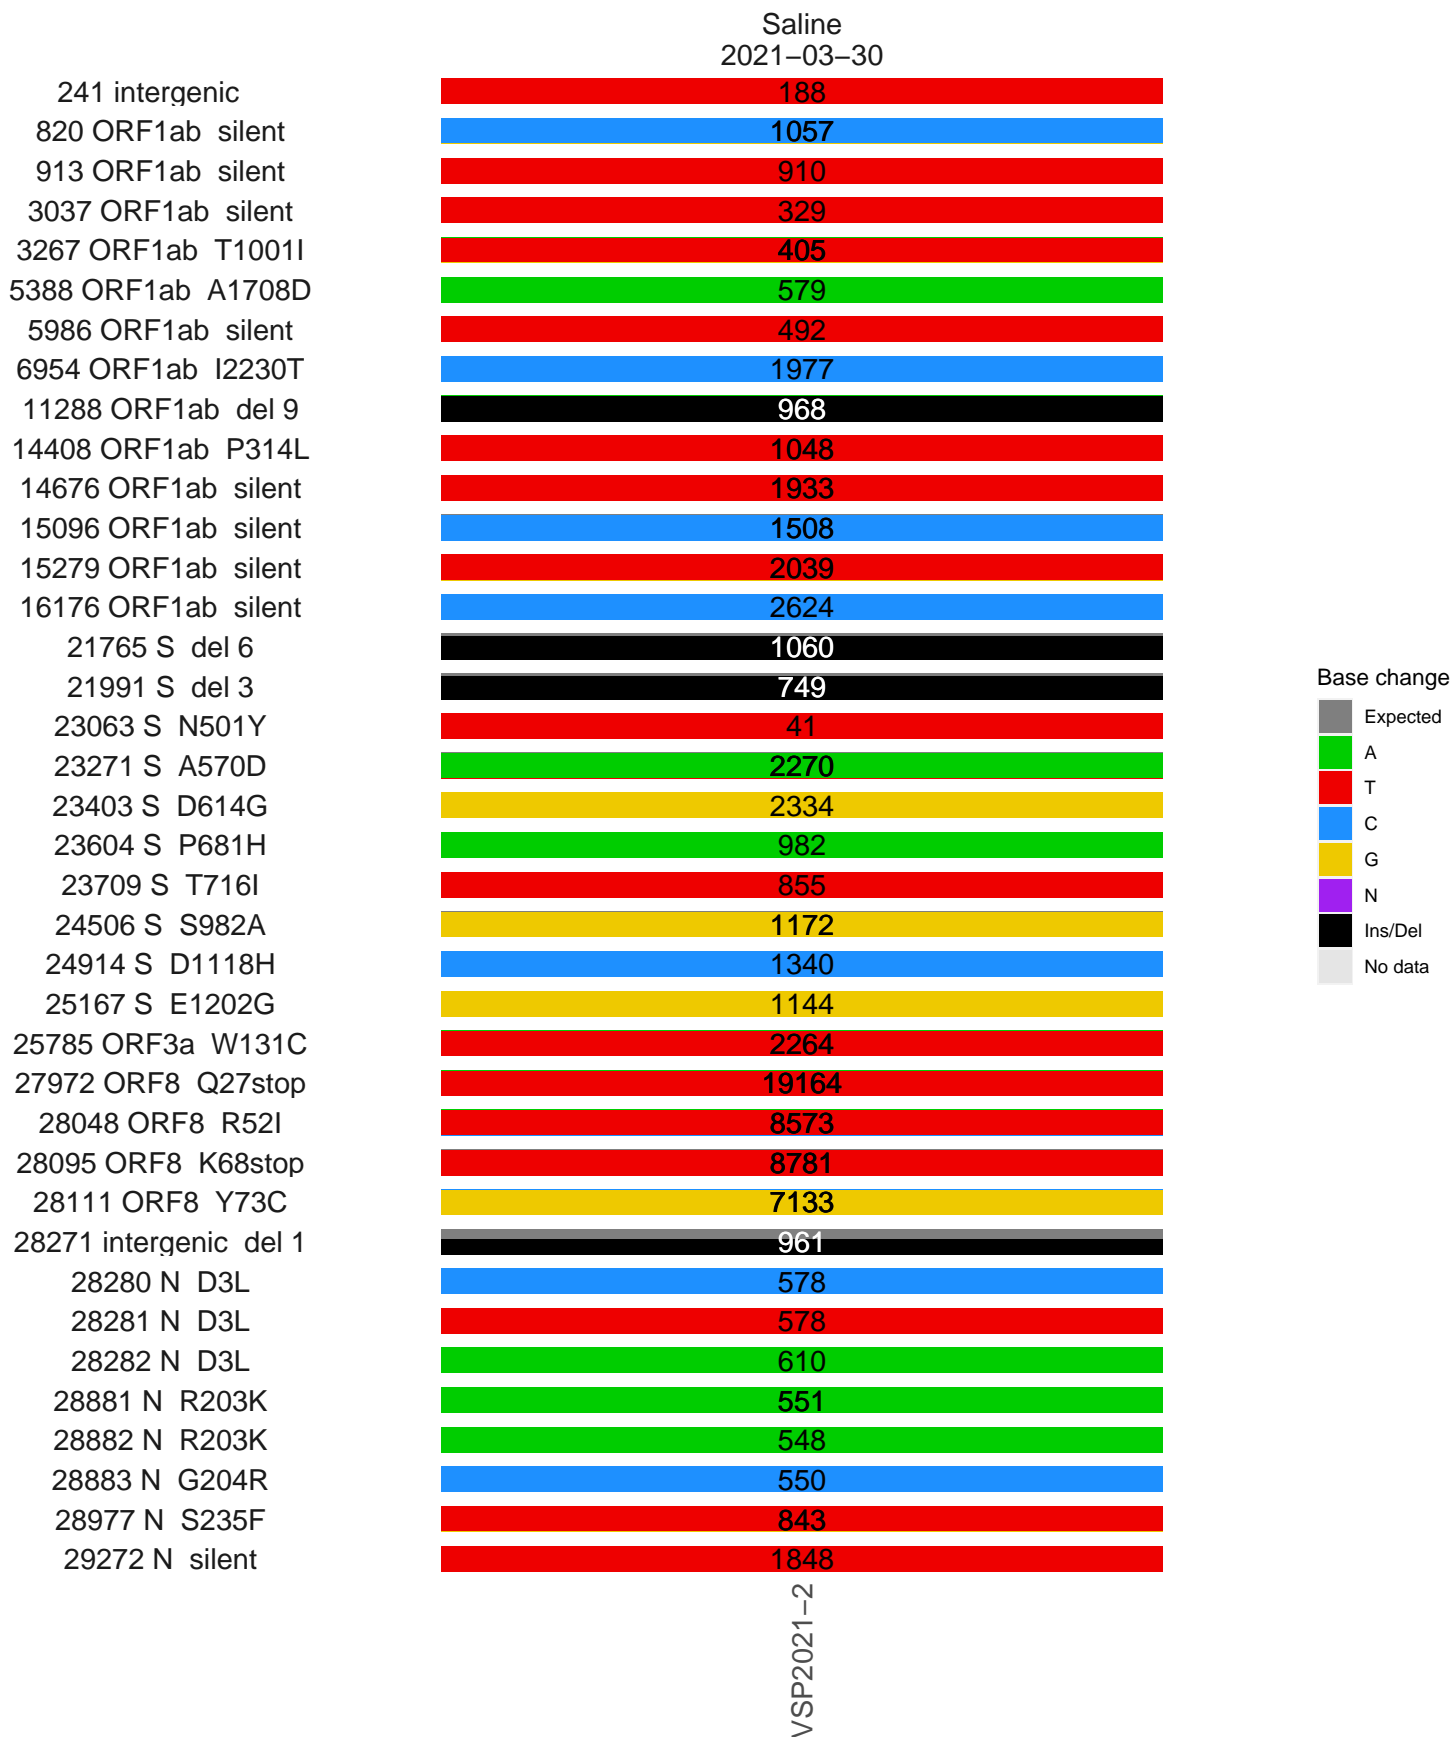 Saline
2021−03−30
241 intergenic 188
820 ORF1ab silent 1057
913 ORF1ab silent 910
3037 ORF1ab silent 329
3267 ORF1ab T1001I 405
5388 ORF1ab A1708D 579
5986 ORF1ab silent 492
6954 ORF1ab I2230T 1977
11288 ORF1ab del 9 968
14408 ORF1ab P314L 1048
14676 ORF1ab silent 1933
15096 ORF1ab silent 1508
15279 ORF1ab silent 2039
16176 ORF1ab silent 2624
21765 S del 6 1060
21991 S del 3 749
23063 S N501Y 41
23271 S A570D 2270
23403 S D614G 2334
23604 S P681H 982
23709 S T716I 855
24506 S S982A 1172
24914 S D1118H 1340
25167 S E1202G 1144
25785 ORF3a W131C 2264
27972 ORF8 Q27stop 19164
28048 ORF8 R52I 8573
28095 ORF8 K68stop 8781
28111 ORF8 Y73C 7133
28271 intergenic del 1 961
28280 N D3L 578
28281 N D3L 578
28282 N D3L 610
28881 N R203K 551
28882 N R203K 548
28883 N G204R 550
28977 N S235F 843
29272 N silent 1848
VSP2021−2
Base change
Expected
A
T
C
G
N
Ins/Del
No data